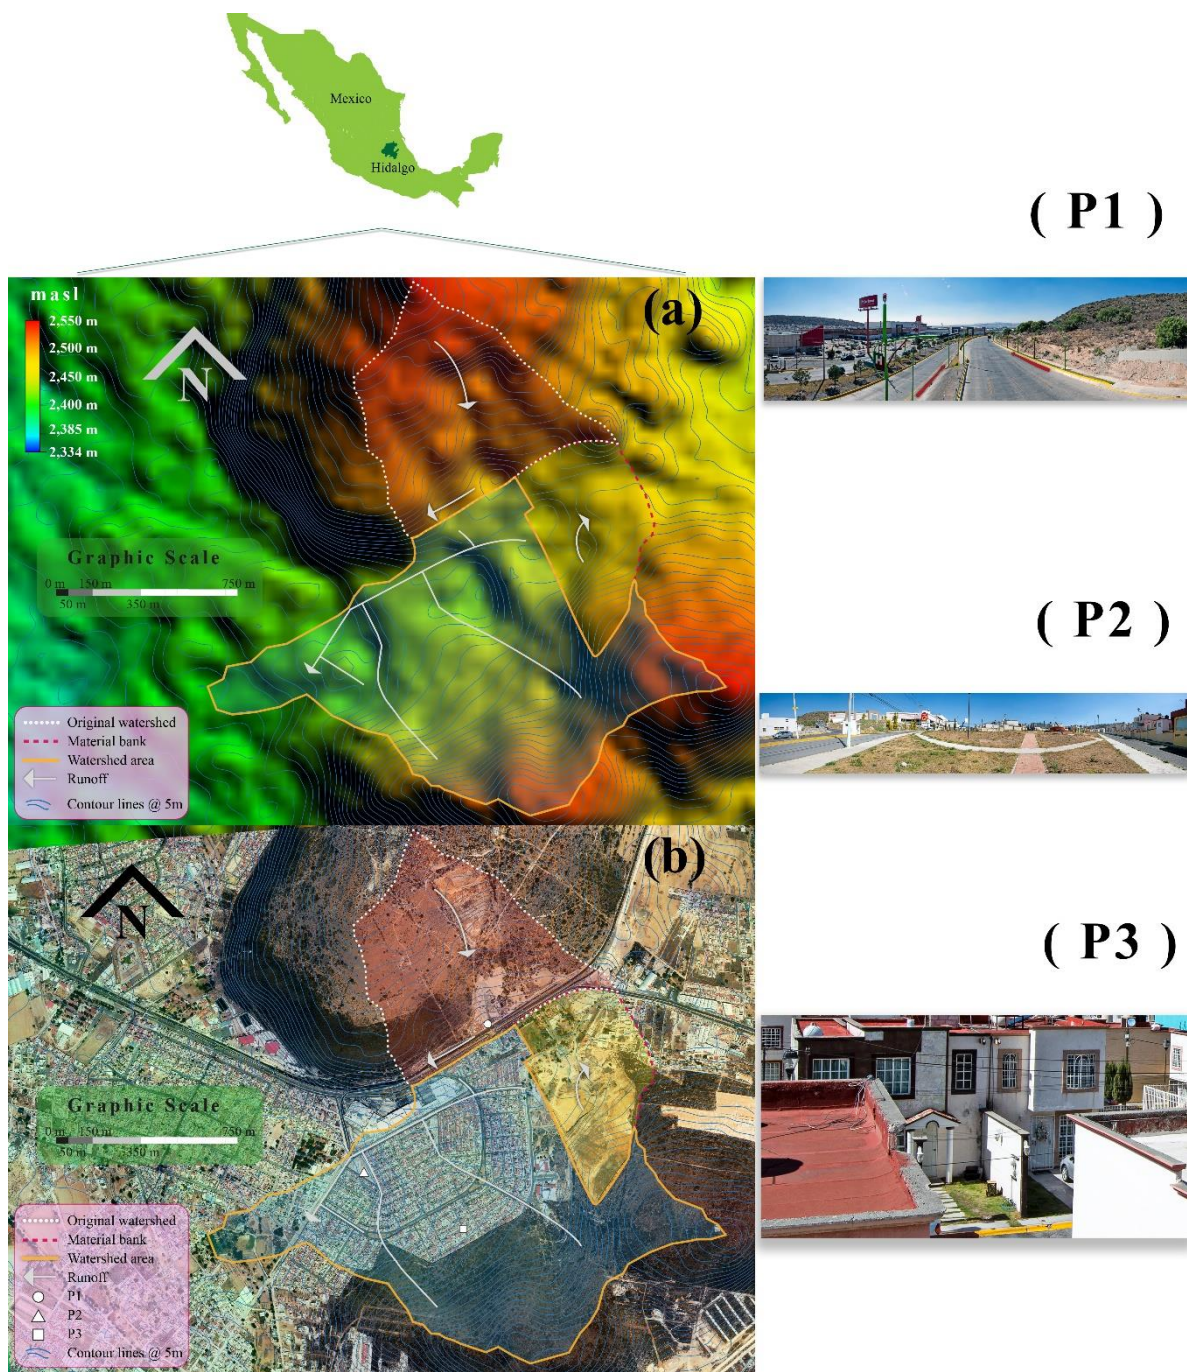 Mexico
Hidalgo
( P1 )
masl
2,550 m
2,500 m
2,450 m
2,400 m
2,385 m
2,334 m
N
(a)
Graphic Scale
0 m 150 m 750 m
50 m 350 m
Original watershed
Material bank
Watershed area
Runoff
Contour lines @ 5m
( P2 )
N
(b)
Graphic Scale
0 m 150 m 750 m
50 m 3350 m
Original watershed
Material bank
Watershed area
Runoff
P1
P2
P3
Contour lines @ 5m
( P3 )